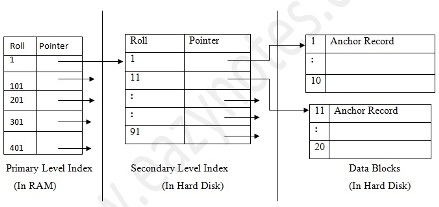 Roll Pointer
1
101
201
301
401
Primary Level Index
(In RAM)
Roll Pointer
1
11
:
:
91
Secondary Level Index
(In Hard Disk)
1 Anchor Record
:
10
11 Anchor Record
:
20
Data Blocks
(In Hard Disk)